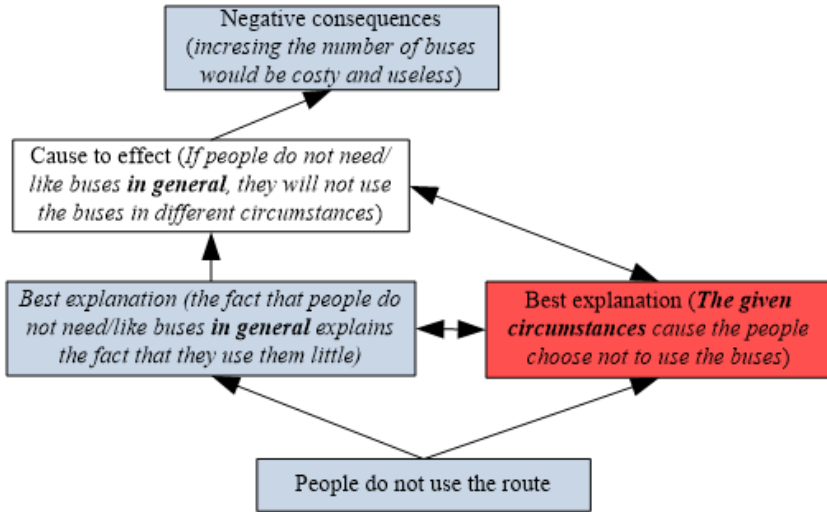 Negative consequences
(incresing the number of buses
would be costy and useless)
Cause to effect (If people do not need/
like buses in general, they will not use
the buses in different circumstances)
Best explanation (the fact that people do
not need/like buses in general explains
the fact that they use them little)
Best explanation (The given
circumstances cause the people
choose not to use the buses)
People do not use the route